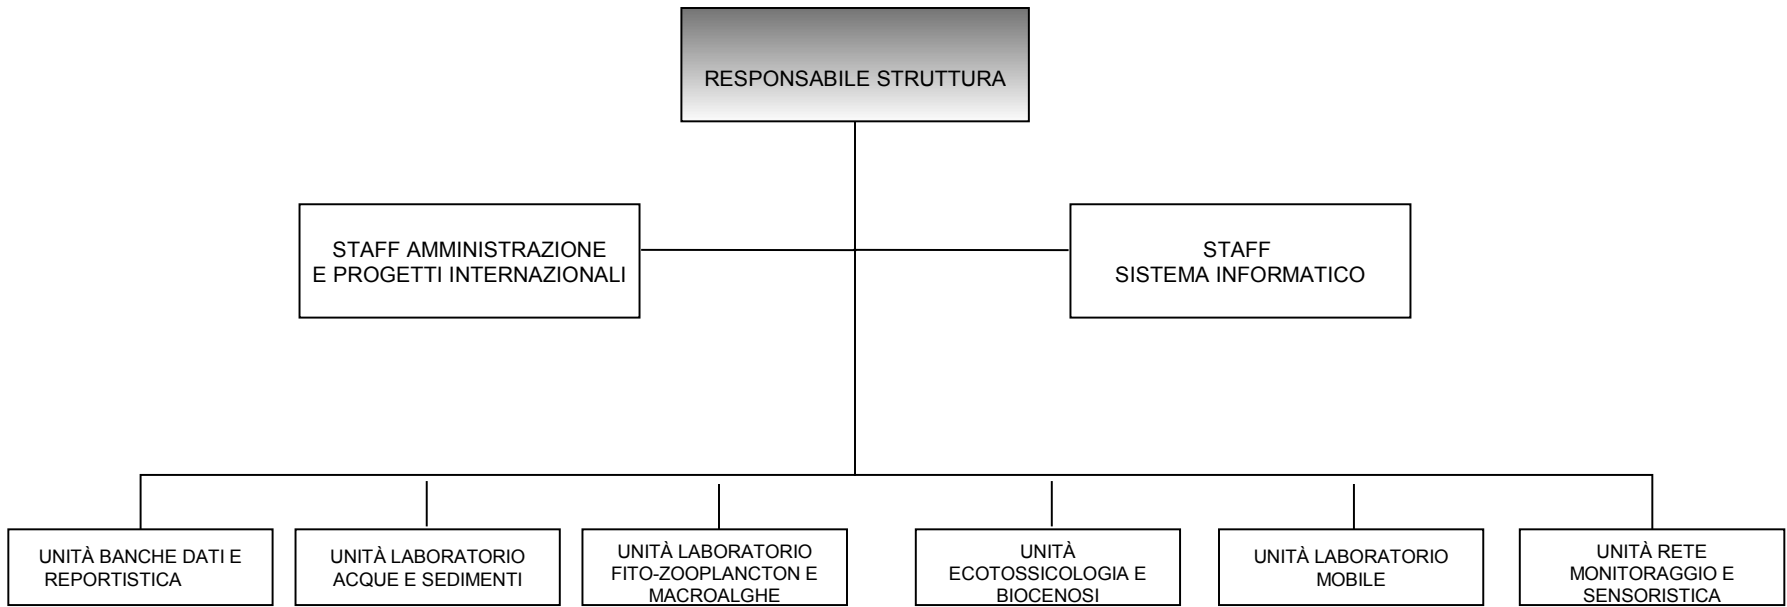 RESPONSABILE STRUTTURA
STAFF AMMINISTRAZIONE
E PROGETTI INTERNAZIONALI
STAFF
SISTEMA INFORMATICO
UNITÀ BANCHE DATI E
REPORTISTICA
UNITÀ LABORATORIO
ACQUE E SEDIMENTI
UNITÀ LABORATORIO
FITO-ZOOPLANCTON E
MACROALGHE
UNITÀ
ECOTOSSICOLOGIA E
BIOCENOSI
UNITÀ LABORATORIO
MOBILE
UNITÀ RETE
MONITORAGGIO E
SENSORISTICA